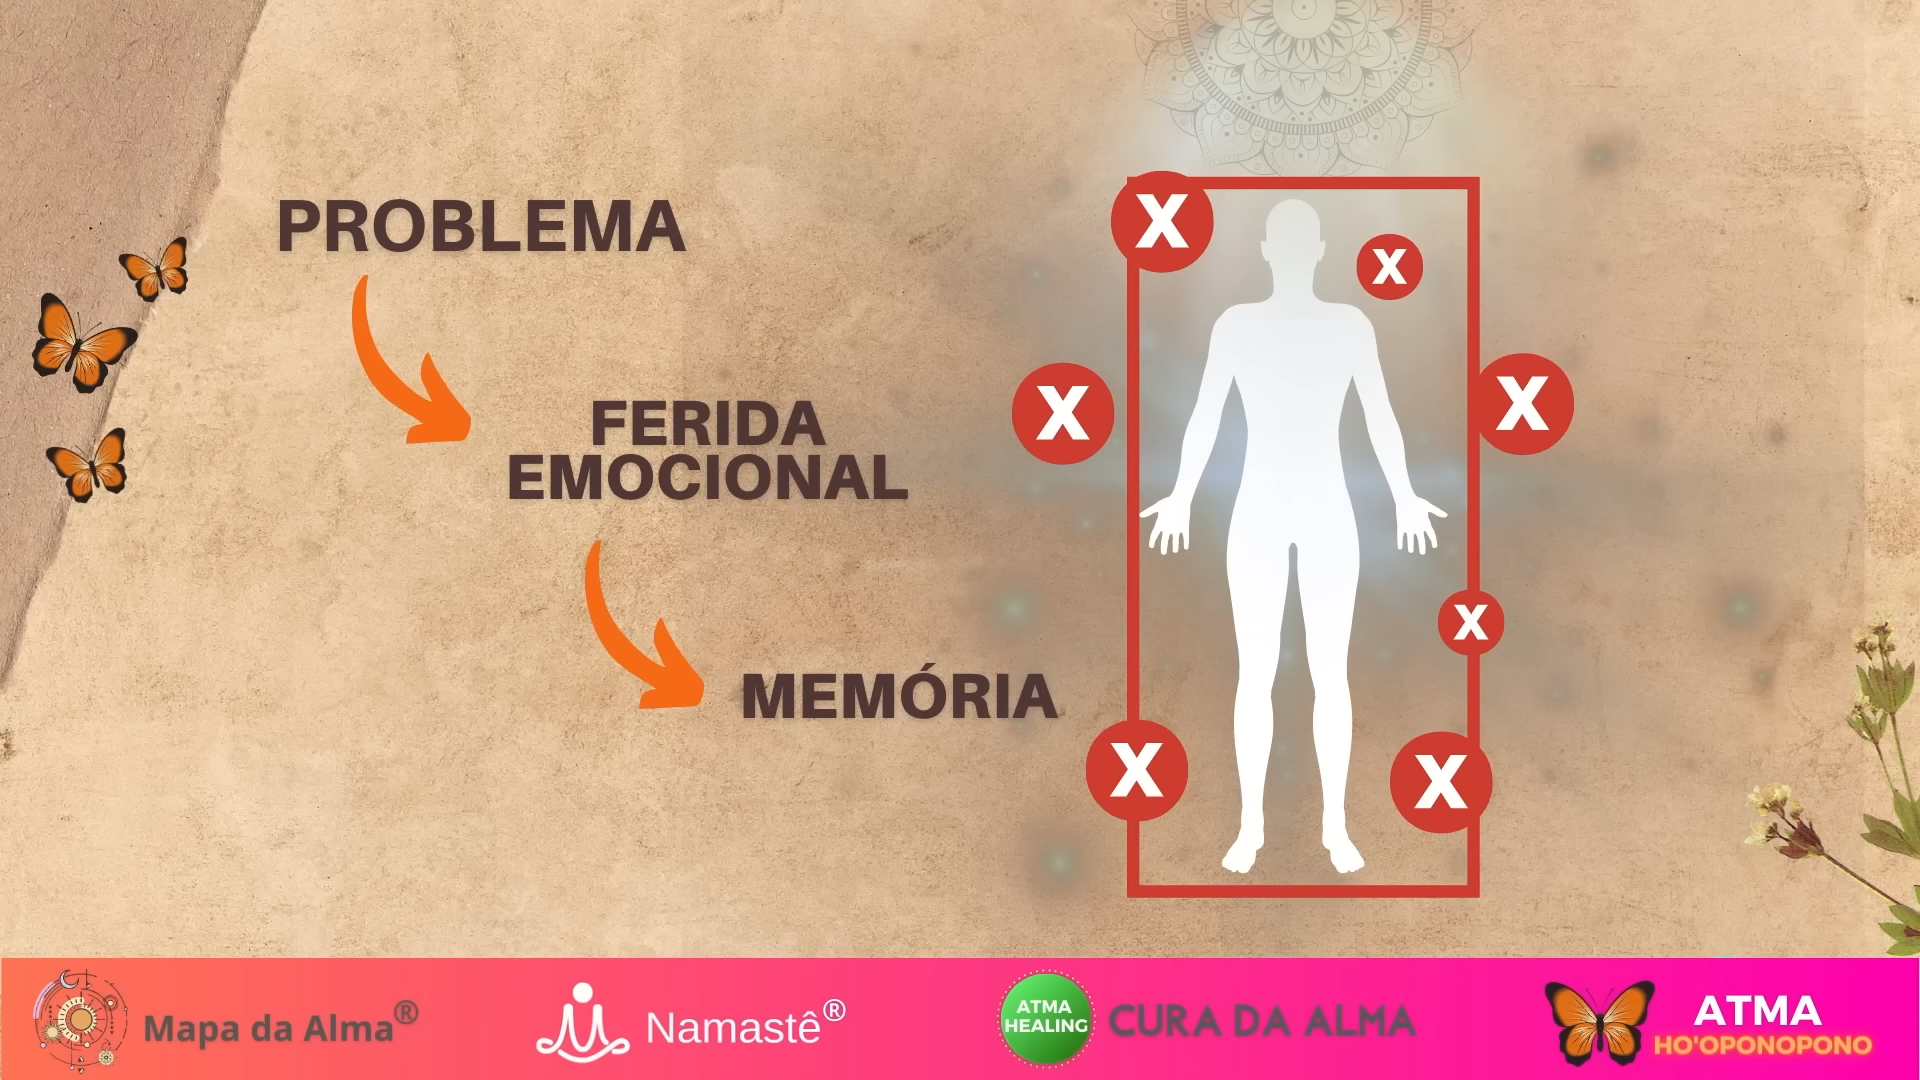 PROBLEMA
FERIDA
EMOCIONAL
MEMÓRIA
X
X
X
X
X
X
X
Mapa da Alma®
Namastê®
ATMA
HEALING
CURA DA ALMA
ATMA
HO'OPONOPONO